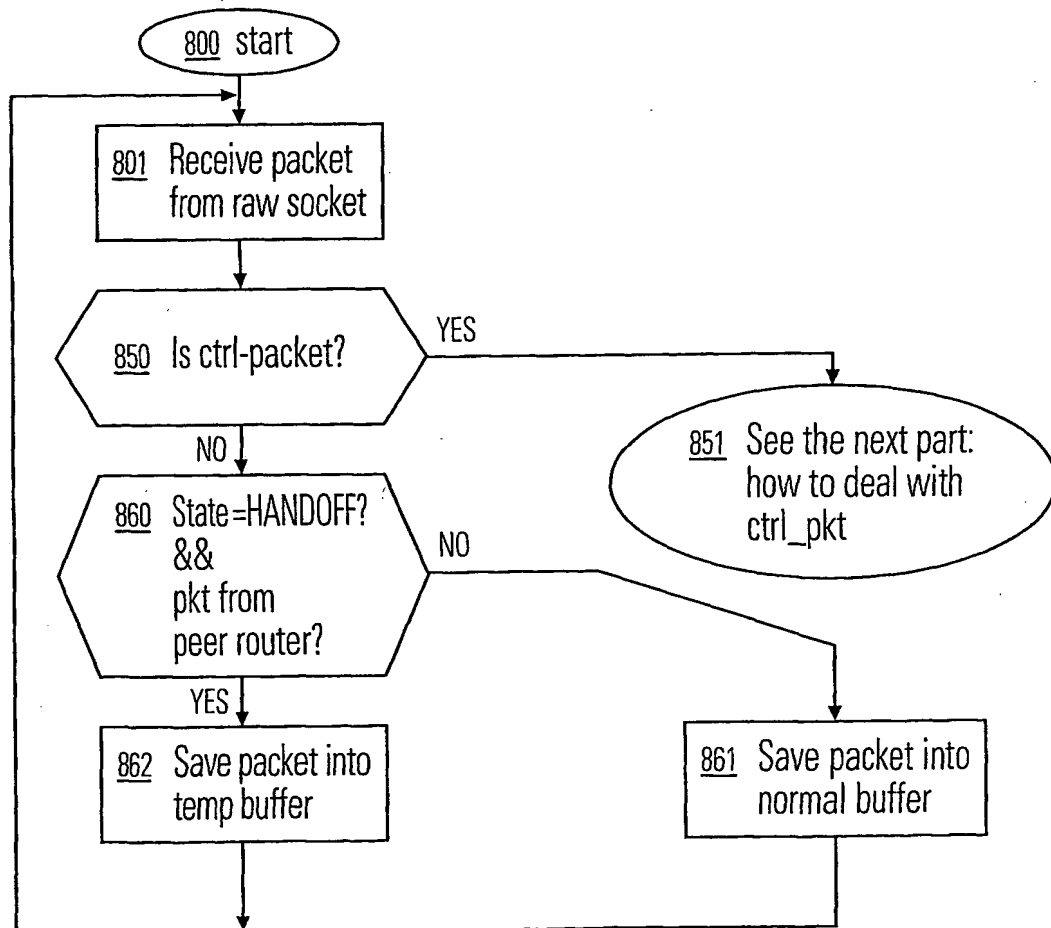 800 start
801 Receive packet
from raw socket
850 Is ctrl-packet?
YES
851 See the next part:
how to deal with
ctrl_pkt
NO
860 State=HANDOFF?
&&
pkt from
peer router?
NO
YES
862 Save packet into
temp buffer
861 Save packet into
normal buffer